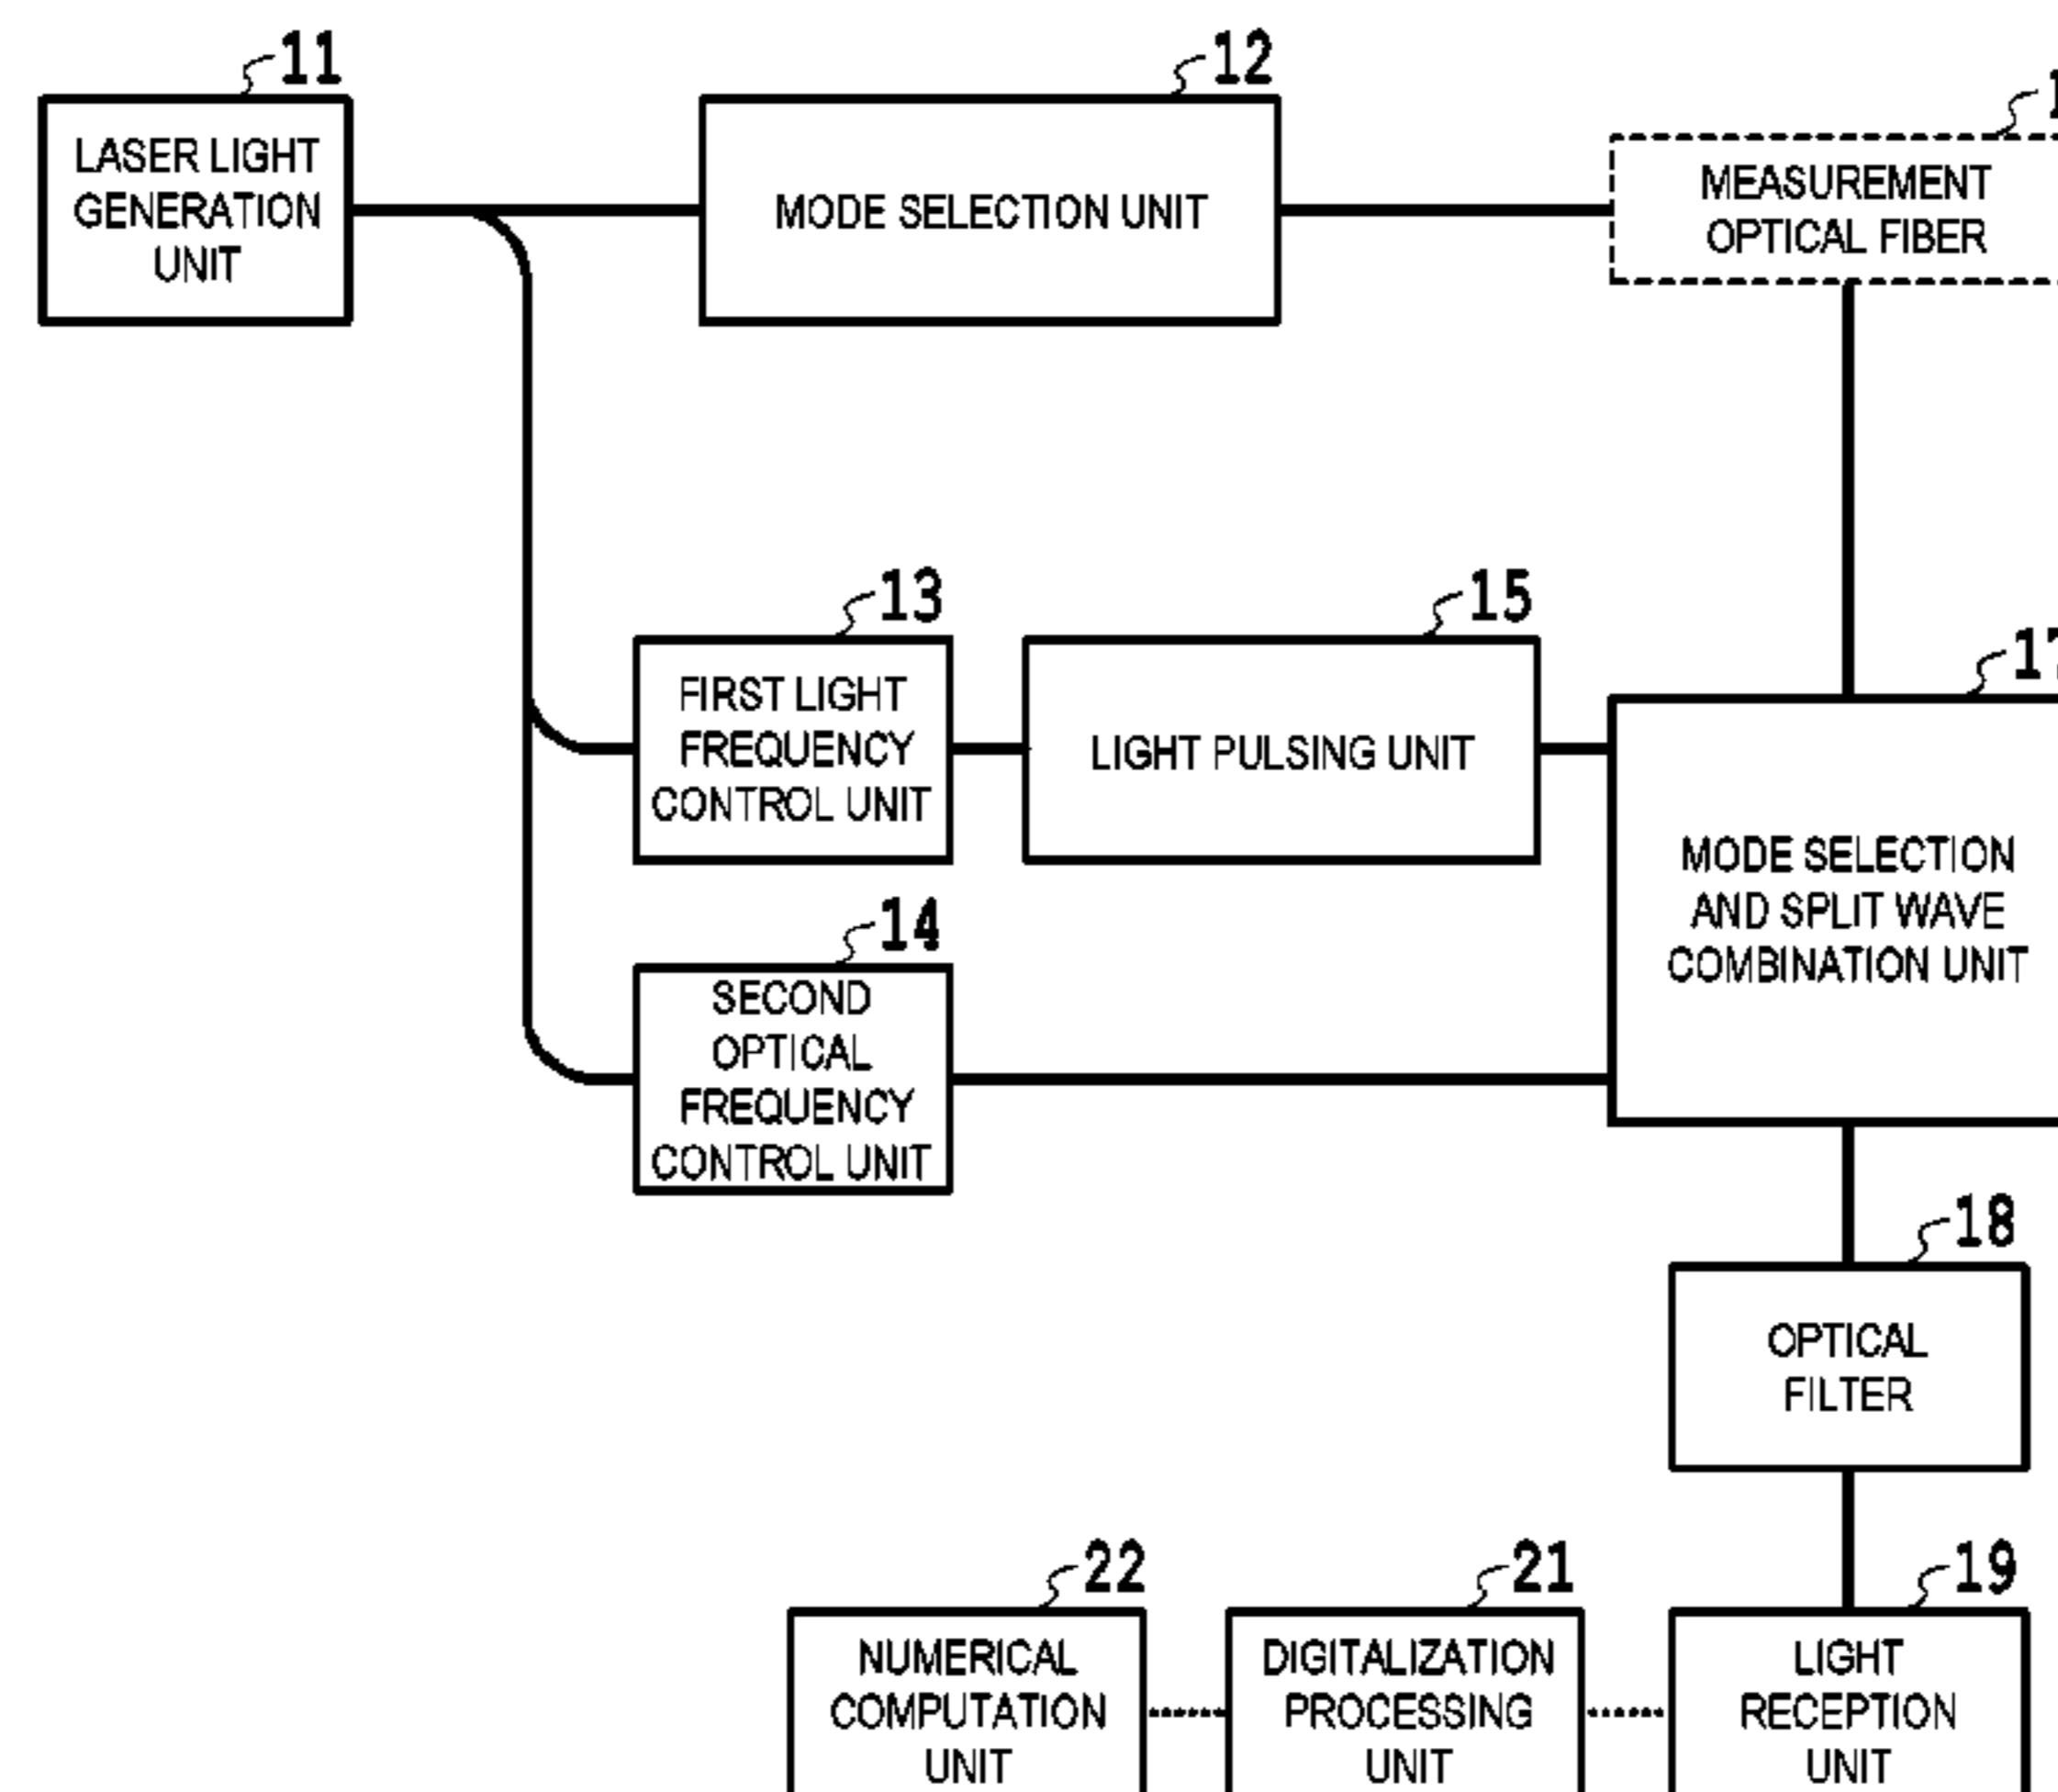 11
LASER LIGHT
GENERATION
UNIT
12
MODE SELECTION UNIT
MEASUREMENT
OPTICAL FIBER
13
FIRST LIGHT
FREQUENCY
CONTROL UNIT
15
LIGHT PULSING UNIT
17
MODE SELECTION
AND SPLIT WAVE
COMBINATION UNIT
14
SECOND
OPTICAL
FREQUENCY
CONTROL UNIT
18
OPTICAL
FILTER
22
NUMERICAL
COMPUTATION
UNIT
21
DIGITALIZATION
PROCESSING
UNIT
19
LIGHT
RECEPTION
UNIT